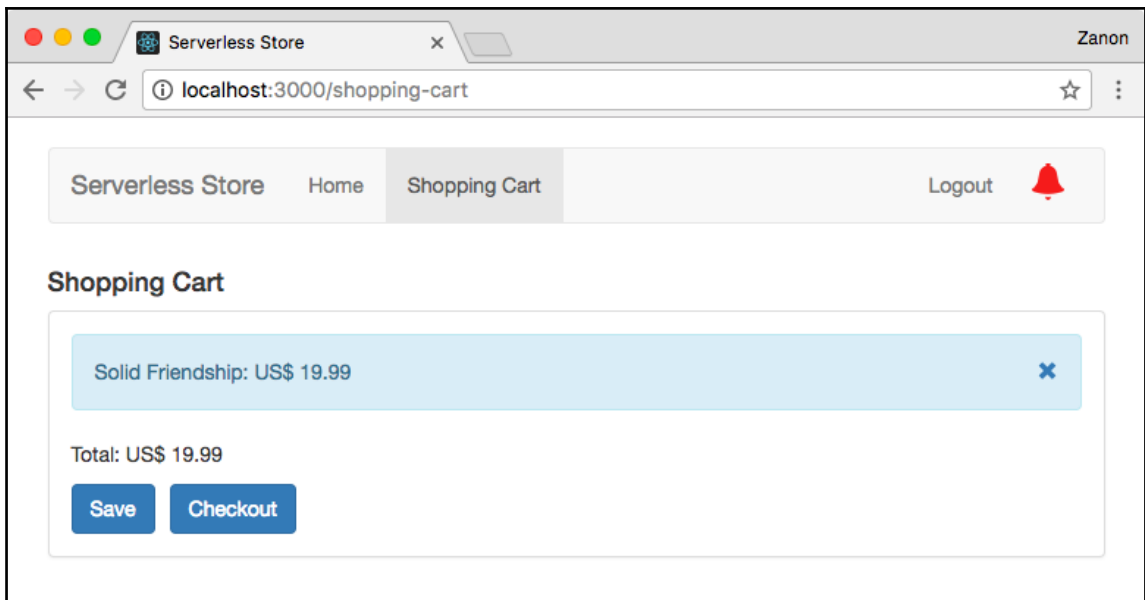 Serverless Store
Zanon
localhost:3000/shopping-cart
Serverless Store Home Shopping Cart Logout
Shopping Cart
Solid Friendship: US$ 19.99
Total: US$ 19.99
Save Checkout